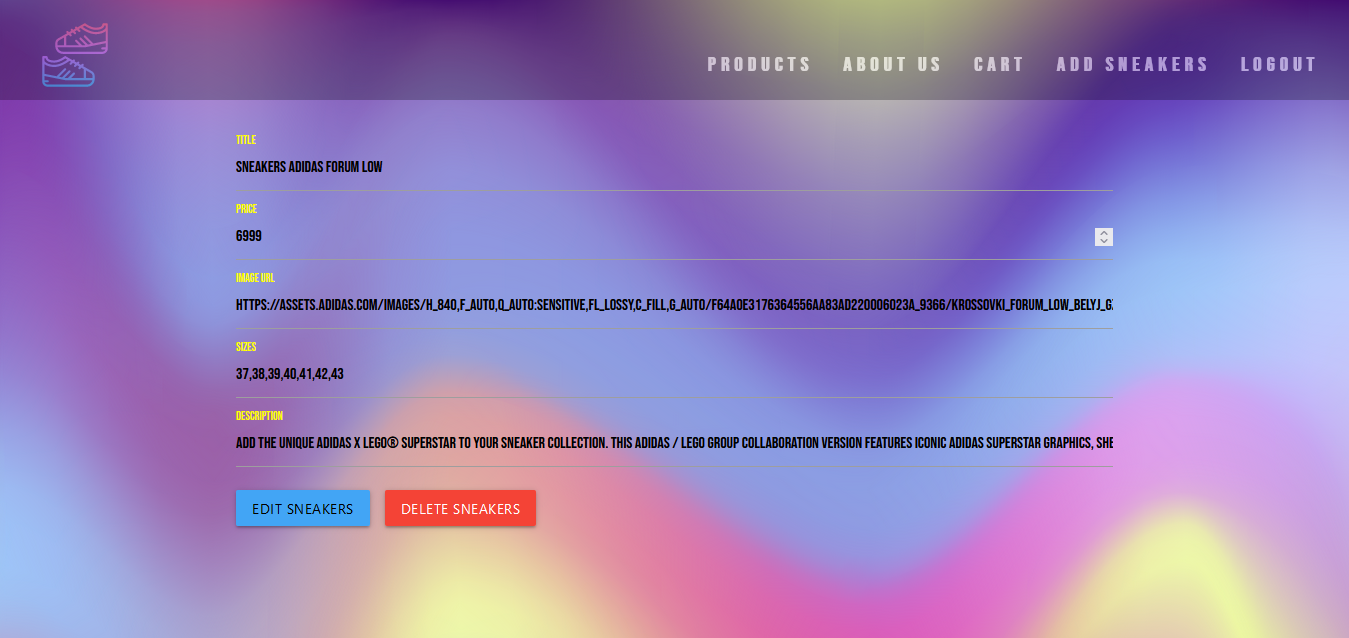 PRODUCTS ABOUT US CART ADD SNEAKERS LOGOUT
TITLE
SNEAKERS ADIDAS FORUM LOW
PRICE
6999
IMAGE URL
HTTPS://ASSETS.ADIDAS.COM/IMAGES/H_840,F_AUTO,Q_AUTO:SENSITIVE,FL_LOSSY,C_FILL,G_AUTO/F64A0E3176364556AA83AD220006023A_9366/KROSSOVKI_FORUM_LOW_BELYJ_G
SIZES
37,38,39,40,41,42,43
DESCRIPTION
ADD THE UNIQUE ADIDAS X LEGO® SUPERSTAR TO YOUR SNEAKER COLLECTION. THIS ADIDAS / LEGO GROUP COLLABORATION VERSION FEATURES ICONIC ADIDAS SUPERSTAR GRAPHICS, SHE
EDIT SNEAKERS DELETE SNEAKERS